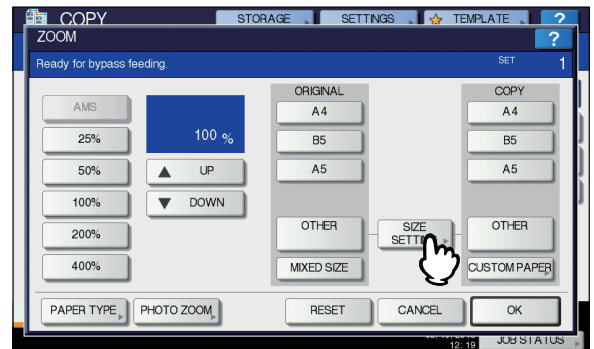 COPY
STORAGE
SETTINGS
TEMPLATE
?
ZOOM
?
Ready for bypass feeding.
SET 1
ORIGINAL
COPY
AMS
100 %
A4
A4
25%
B5
B5
50%
UP
A5
A5
100%
DOWN
200%
OTHER
SIZE
OTHER
400%
MIXED SIZE
CUSTOM PAPER
PAPER TYPE
PHOTO ZOOM
RESET
CANCEL
OK
12:19
JOB STATUS